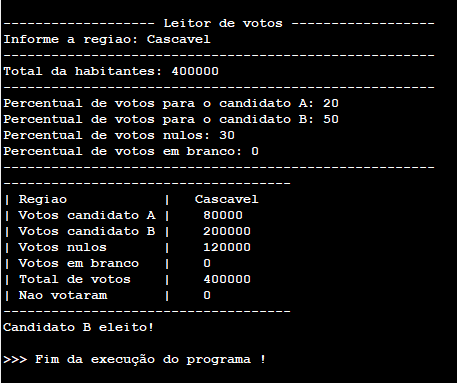 ------------------- Leitor de votos ------------------
Informe a regiao: Cascavel
------------------------------------------------------
Total da habitantes: 400000
------------------------------------------------------
Percentual de votos para o candidato A: 20
Percentual de votos para o candidato B: 50
Percentual de votos nulos: 30
Percentual de votos em branco: 0
------------------------------------------------------
------------------------------------
| Regiao            |   Cascavel
| Votos candidato A |    80000
| Votos candidato B |    200000
| Votos nulos       |    120000
| Votos em branco   |    0
| Total de votos    |    400000
| Nao votaram       |    0
------------------------------------
Candidato B eleito!
>>> Fim da execução do programa !